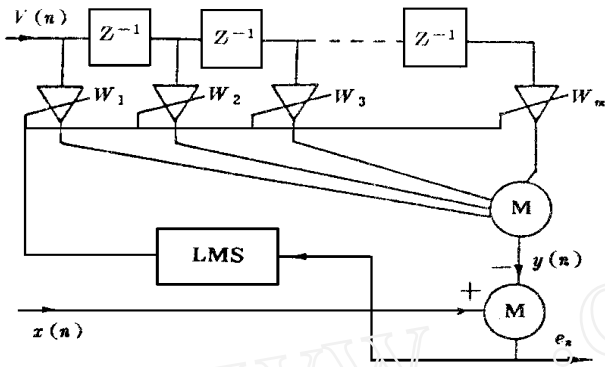 V(n)
Z⁻¹ Z⁻¹ Z⁻¹
W₁ W₂ W₃ Wₘ
M
LMS
− y(n)
+
M
x(n)
eₙ